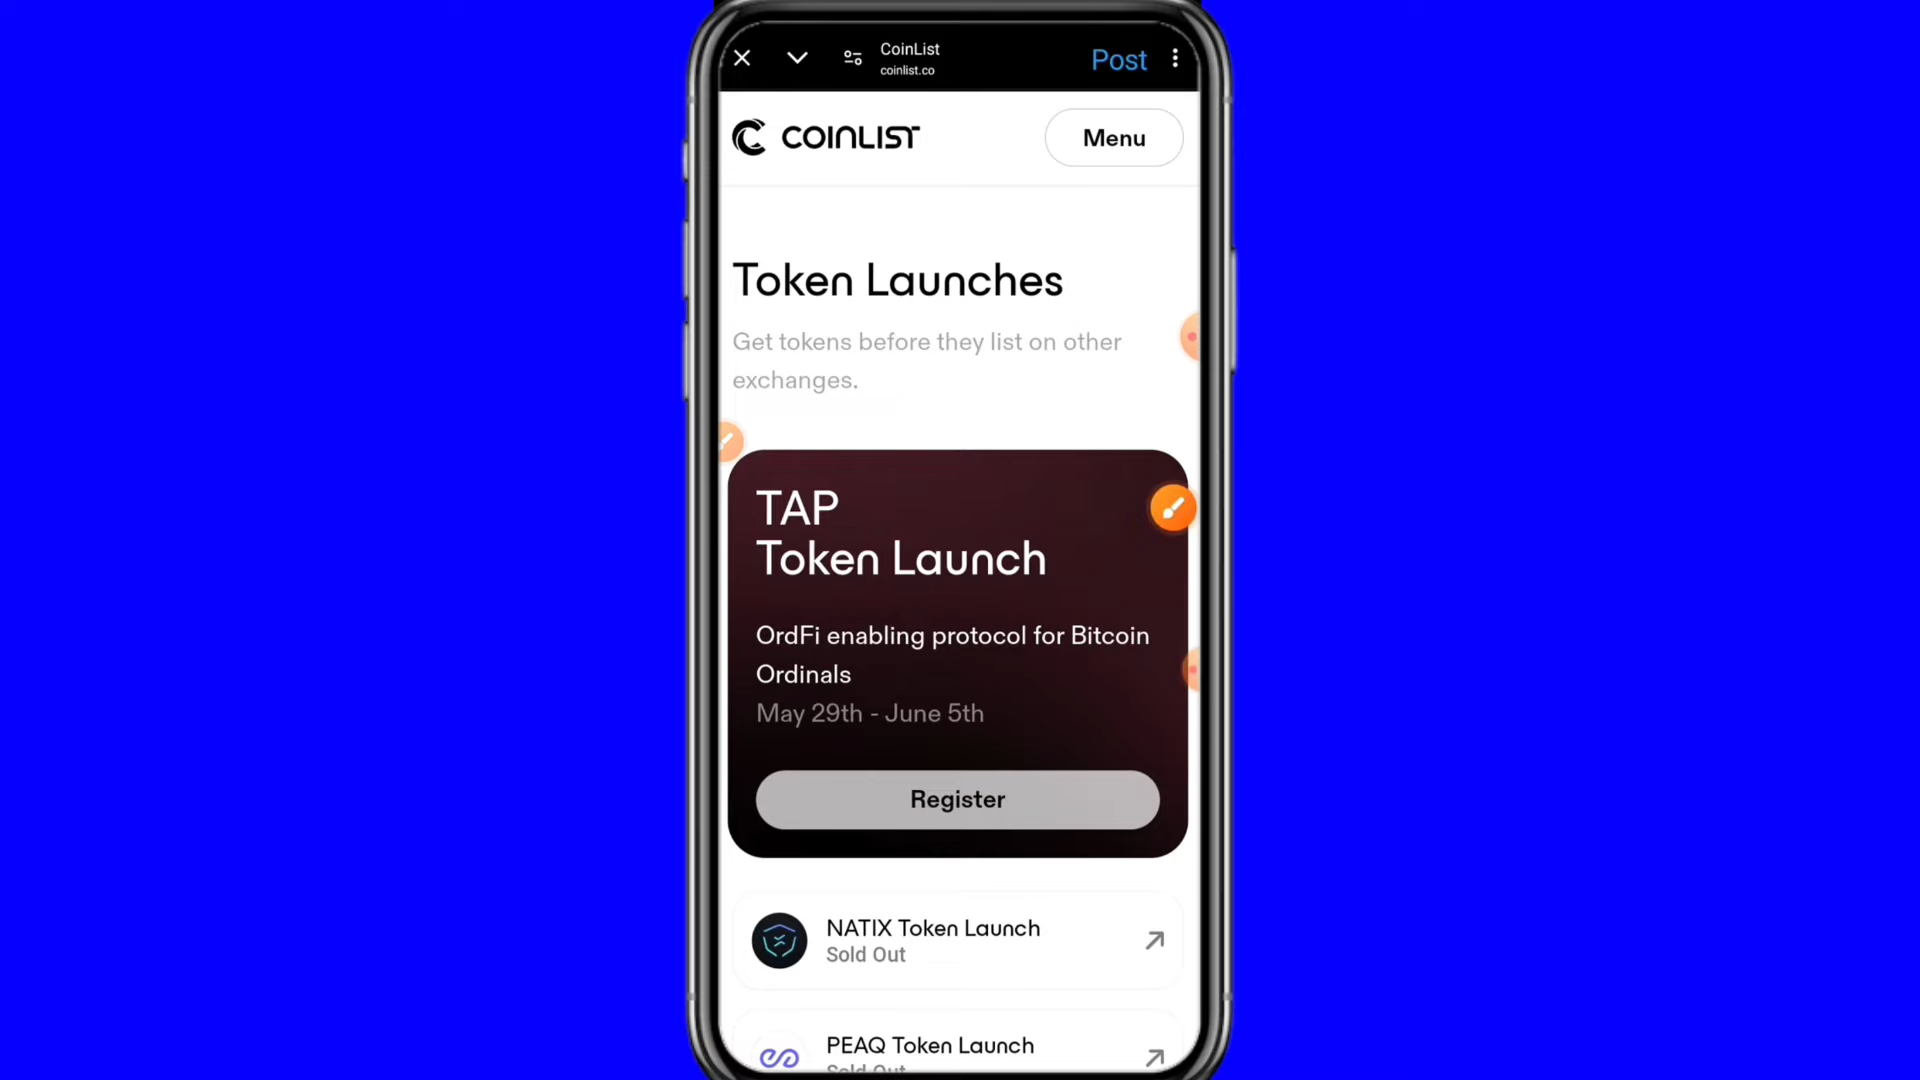 CoinList
coinlist.co
Post
COINLIST
Menu
Token Launches
Get tokens before they list on other
exchanges.
TAP
Token Launch
OrdFi enabling protocol for Bitcoin
Ordinals
May 29th - June 5th
Register
NATIX Token Launch
Sold Out
PEAQ Token Launch
Sold Out